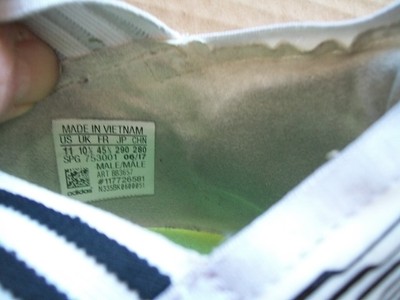 MADE IN VIETNAM
US UK FR JP CHN
11 10½ 45⅓ 290 280
SPG 753001 06/17
MALE/MALE
ART BB3657
#117726501
adidas